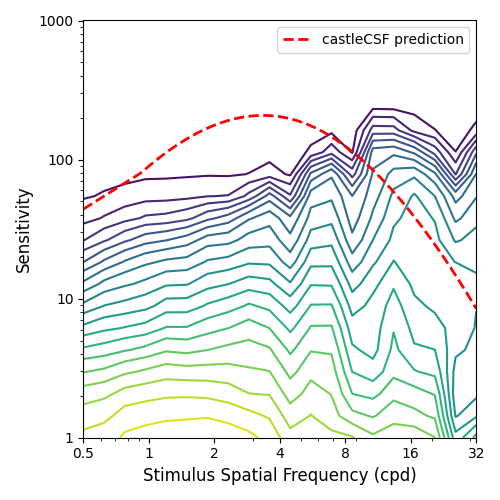 1000
castleCSF prediction
100
Sensitivity
10
1
0.5 1 2 4 8 16 32
Stimulus Spatial Frequency (cpd)